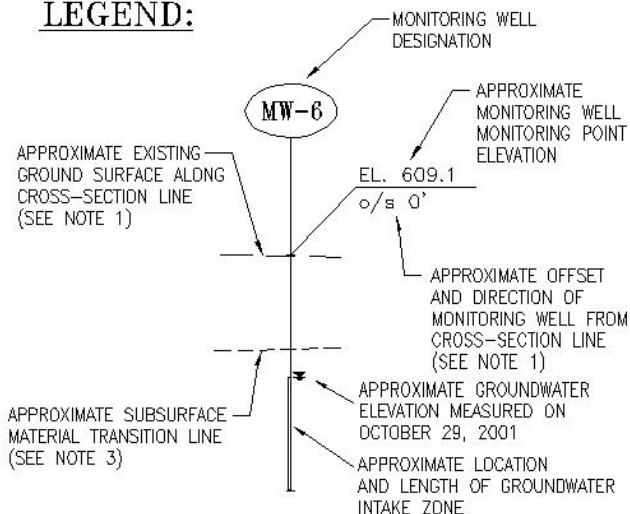 LEGEND:
MONITORING WELL
DESIGNATION
MW-6
APPROXIMATE
MONITORING WELL
MONITORING POINT
ELEVATION
APPROXIMATE EXISTING
GROUND SURFACE ALONG
CROSS-SECTION LINE
(SEE NOTE 1)
EL. 609.1
o/s 0'
APPROXIMATE OFFSET
AND DIRECTION OF
MONITORING WELL FROM
CROSS-SECTION LINE
(SEE NOTE 1)
APPROXIMATE GROUNDWATER
ELEVATION MEASURED ON
OCTOBER 29, 2001
APPROXIMATE SUBSURFACE
MATERIAL TRANSITION LINE
(SEE NOTE 3)
APPROXIMATE LOCATION
AND LENGTH OF GROUNDWATER
INTAKE ZONE